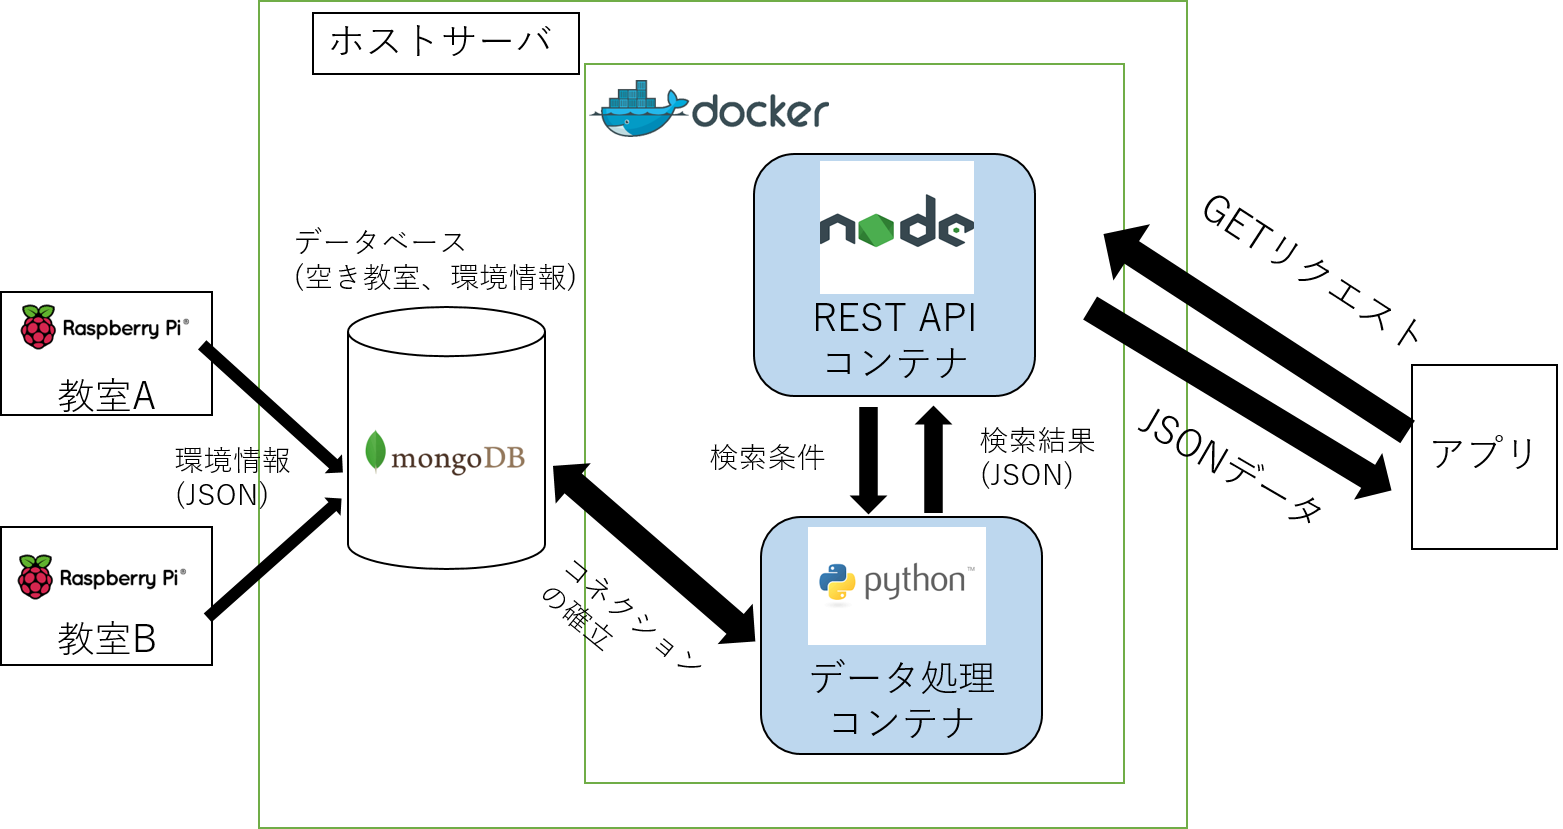 ホストサーバ
docker
node
REST API
コンテナ
データベース
(空き教室、環境情報)
Raspberry Pi®
教室A
環境情報
(JSON)
Raspberry Pi®
教室B
mongoDB
コネクション
の確立
検索条件
検索結果
(JSON)
python™
データ処理
コンテナ
GETリクエスト
JSONデータ
アプリ